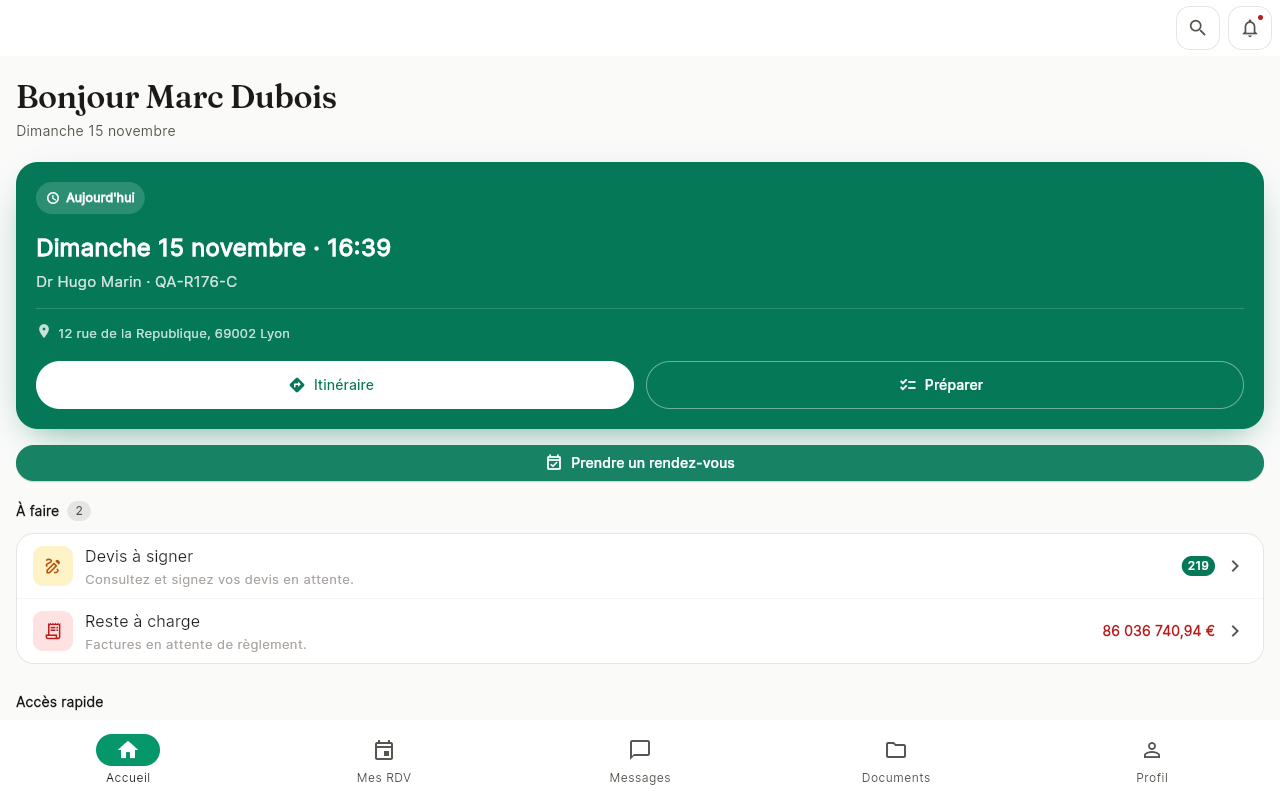 Bonjour Marc Dubois
Dimanche 15 novembre
Aujourd'hui
Dimanche 15 novembre · 16:39
Dr Hugo Marin · QA-R176-C
12 rue de la Republique, 69002 Lyon
Itinéraire
Préparer
Prendre un rendez-vous
À faire 2
Devis à signer
Consultez et signez vos devis en attente.
219
Reste à charge
Factures en attente de règlement.
86 036 740,94 €
Accès rapide
Accueil
Mes RDV
Messages
Documents
Profil